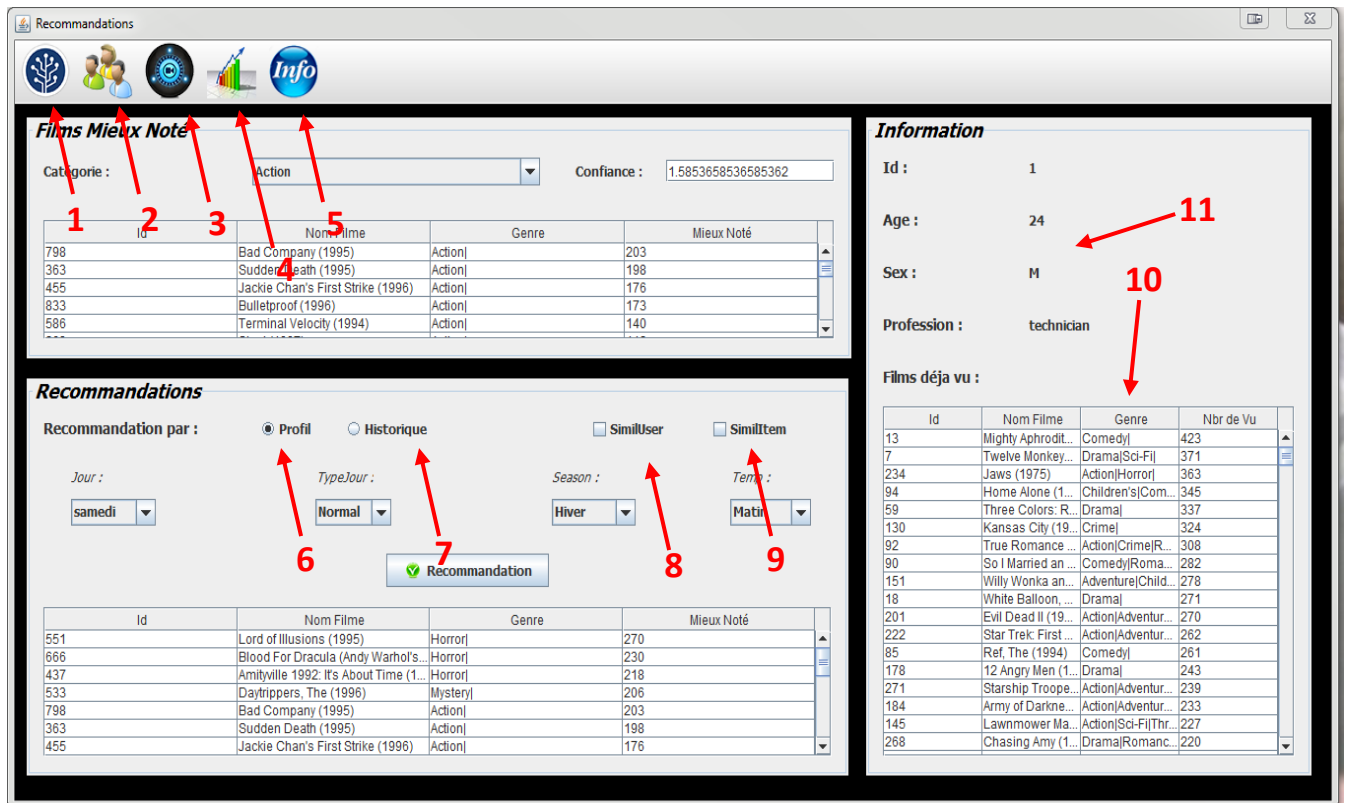 Recommandations
Info
Films Mieux Noté
Catégorie :
Action
Confiance :
1.5853658536585362
1
2
3
4
5
Id
Nom Filme
Genre
Mieux Noté
798 Bad Company (1995) Action| 203
363 Sudden Death (1995) Action| 198
455 Jackie Chan's First Strike (1996) Action| 176
833 Bulletproof (1996) Action| 173
586 Terminal Velocity (1994) Action| 140
Recommandations
Recommandation par :
Profil
Historique
SimilUser
SimilItem
Jour :
TypeJour :
Season :
Temp :
samedi
Normal
Hiver
Matin
6
7
8
9
Recommandation
Id
Nom Filme
Genre
Mieux Noté
551 Lord of Illusions (1995) Horror| 270
666 Blood For Dracula (Andy Warhol's... Horror| 230
437 Amityville 1992: It's About Time (1... Horror| 218
533 Daytrippers, The (1996) Mystery| 206
798 Bad Company (1995) Action| 203
363 Sudden Death (1995) Action| 198
455 Jackie Chan's First Strike (1996) Action| 176
Information
Id : 1
Age : 24
11
Sex : M
10
Profession : technician
Films déja vu :
Id
Nom Filme
Genre
Nbr de Vu
13 Mighty Aphrodit... Comedy| 423
7 Twelve Monkey... Drama|Sci-Fi| 371
234 Jaws (1975) Action|Horror| 363
94 Home Alone (1... Children's|Com... 345
59 Three Colors: R... Drama| 337
130 Kansas City (19... Crime| 324
92 True Romance ... Action|Crime|R... 308
90 So I Married an ... Comedy|Roma... 282
151 Willy Wonka an... Adventure|Child... 278
18 White Balloon, ... Drama| 271
201 Evil Dead II (19... Action|Adventur... 270
222 Star Trek: First ... Action|Adventur... 262
85 Ref, The (1994) Comedy| 261
178 12 Angry Men (1... Drama| 243
271 Starship Troope... Action|Adventur... 239
184 Army of Darkne... Action|Adventur... 233
145 Lawnmower Ma... Action|Sci-Fi|Thr... 227
268 Chasing Amy (1... Drama|Romanc... 220